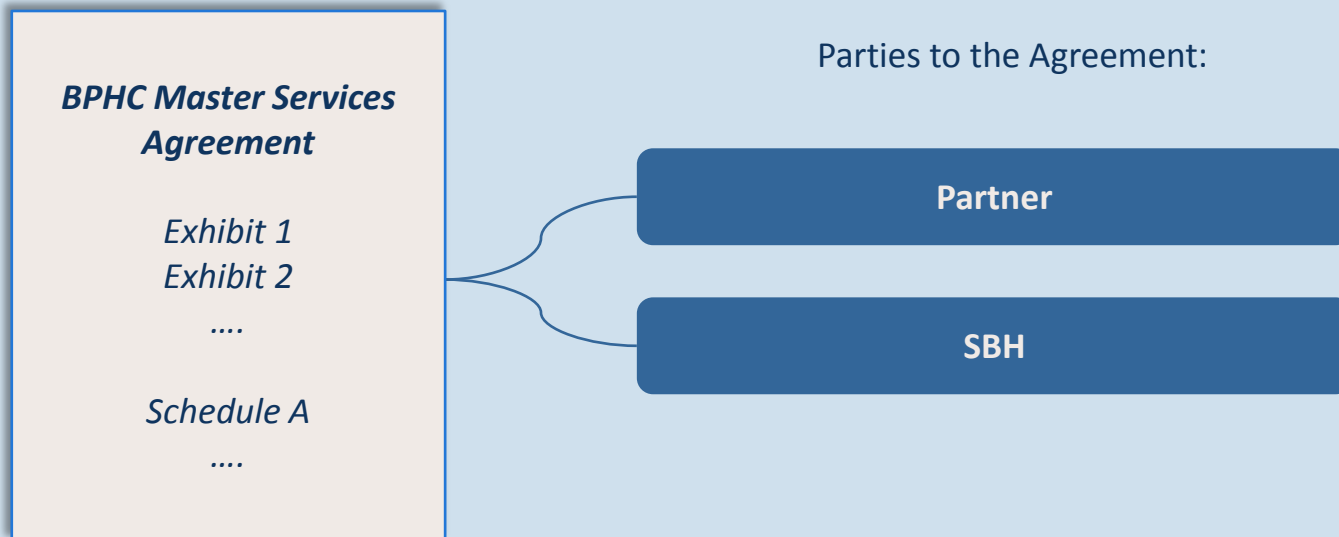 BPHC Master Services
Agreement
Exhibit 1
Exhibit 2
....
Schedule A
....
Parties to the Agreement:
Partner
SBH